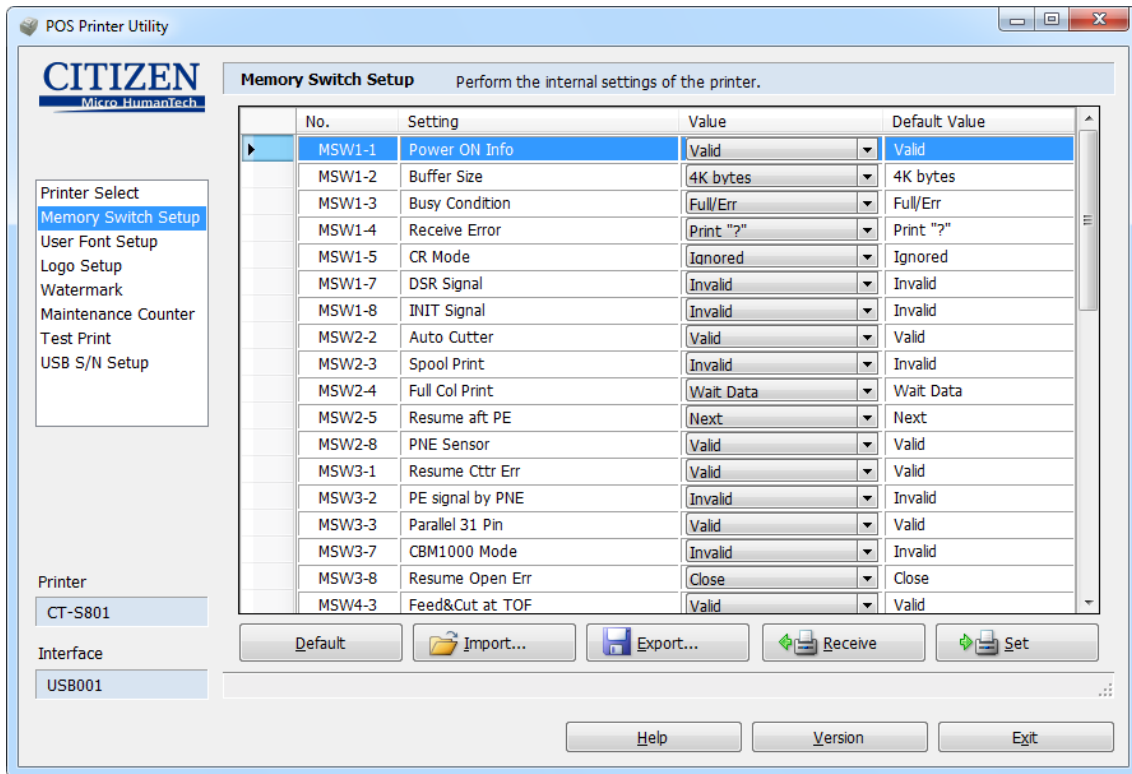 POS Printer Utility
CITIZEN
Micro HumanTech
Memory Switch Setup Perform the internal settings of the printer.
No. Setting Value Default Value
MSW1-1 Power ON Info Valid Valid
MSW1-2 Buffer Size 4K bytes 4K bytes
MSW1-3 Busy Condition Full/Err Full/Err
MSW1-4 Receive Error Print "?" Print "?"
MSW1-5 CR Mode Ignored Ignored
MSW1-7 DSR Signal Invalid Invalid
MSW1-8 INIT Signal Invalid Invalid
MSW2-2 Auto Cutter Valid Valid
MSW2-3 Spool Print Invalid Invalid
MSW2-4 Full Col Print Wait Data Wait Data
MSW2-5 Resume aft PE Next Next
MSW2-8 PNE Sensor Valid Valid
MSW3-1 Resume Cttr Err Valid Valid
MSW3-2 PE signal by PNE Invalid Invalid
MSW3-3 Parallel 31 Pin Valid Valid
MSW3-7 CBM1000 Mode Invalid Invalid
MSW3-8 Resume Open Err Close Close
MSW4-3 Feed&Cut at TOF Valid Valid
Printer Select
Memory Switch Setup
User Font Setup
Logo Setup
Watermark
Maintenance Counter
Test Print
USB S/N Setup
Printer
CT-S801
Interface
USB001
Default Import... Export... Receive Set
Help Version Exit